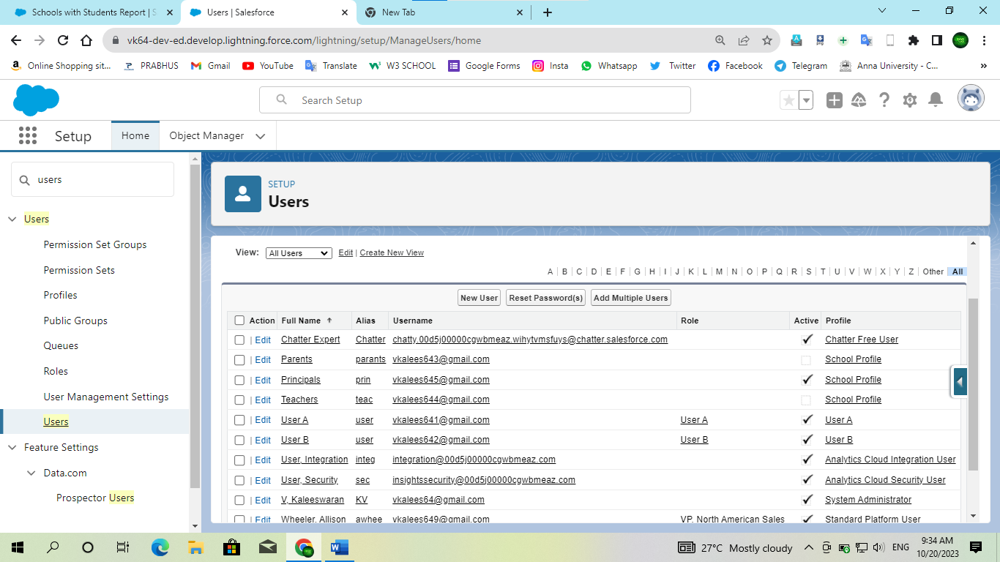 Schools with Students Report | S
Users | Salesforce
New Tab
vk64-dev-ed.develop.lightning.force.com/lightning/setup/ManageUsers/home
Online Shopping sit... PRABHUS Gmail YouTube Translate W3 SCHOOL Google Forms Insta Whatsapp Twitter Facebook Telegram Anna University - C... »
Search Setup
Setup Home Object Manager
users
Users
Permission Set Groups
Permission Sets
Profiles
Public Groups
Queues
Roles
User Management Settings
Users
Feature Settings
Data.com
Prospector Users
SETUP
Users
View: All Users Edit | Create New View
A | B | C | D | E | F | G | H | I | J | K | L | M | N | O | P | Q | R | S | T | U | V | W | X | Y | Z | Other | All
New User Reset Password(s) Add Multiple Users
Action Full Name ↑ Alias Username Role Active Profile
| Edit Chatter Expert Chatter chatty.00d5j00000cgwbmeaz.wihytvmsfuys@chatter.salesforce.com Chatter Free User
| Edit Parents parants vkalees643@gmail.com School Profile
| Edit Principals prin vkalees645@gmail.com School Profile
| Edit Teachers teac vkalees644@gmail.com School Profile
| Edit User A user vkalees641@gmail.com User A User A
| Edit User B user vkalees642@gmail.com User B User B
| Edit User, Integration integ integration@00d5j00000cgwbmeaz.com Analytics Cloud Integration User
| Edit User, Security sec insightssecurity@00d5j00000cgwbmeaz.com Analytics Cloud Security User
| Edit V, Kaleeswaran KV vkalees64@gmail.com System Administrator
| Edit Wheeler, Allison awhee vkalees649@gmail.com VP, North American Sales Standard Platform User
27°C Mostly cloudy ENG
9:34 AM
10/20/2023